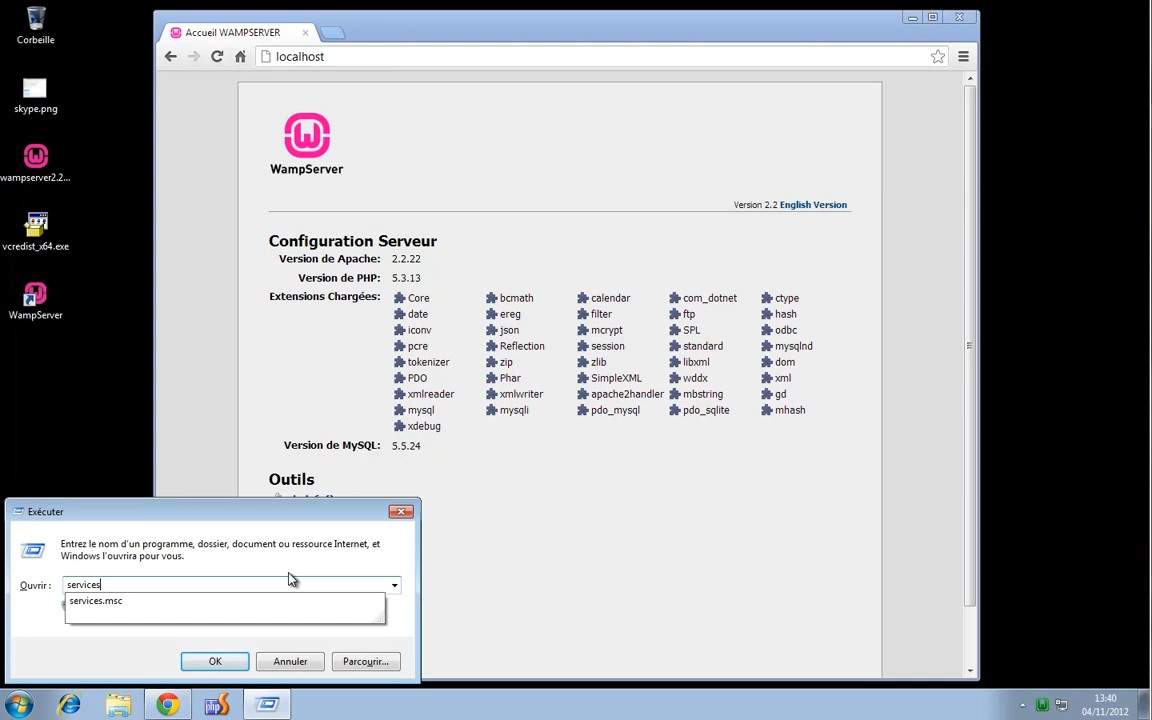 Corbeille
skype.png
wampserver2.2...
vcredist_x64.exe
WampServer
Accueil WAMPSERVER
localhost
WampServer
Version 2.2 English Version
Configuration Serveur
Version de Apache: 2.2.22
Version de PHP: 5.3.13
Extensions Chargées: Core bcmath calendar com_dotnet ctype
date ereg filter ftp hash
iconv json mcrypt SPL odbc
pcre Reflection session standard mysqlnd
tokenizer zip zlib libxml dom
PDO Phar SimpleXML wddx xml
xmlreader xmlwriter apache2handler mbstring gd
mysql mysqli pdo_mysql pdo_sqlite mhash
xdebug
Version de MySQL: 5.5.24
Outils
Exécuter
Entrez le nom d'un programme, dossier, document ou ressource Internet, et
Windows l'ouvrira pour vous.
Ouvrir : services
services.msc
OK Annuler Parcourir...
php
13:40
04/11/2012